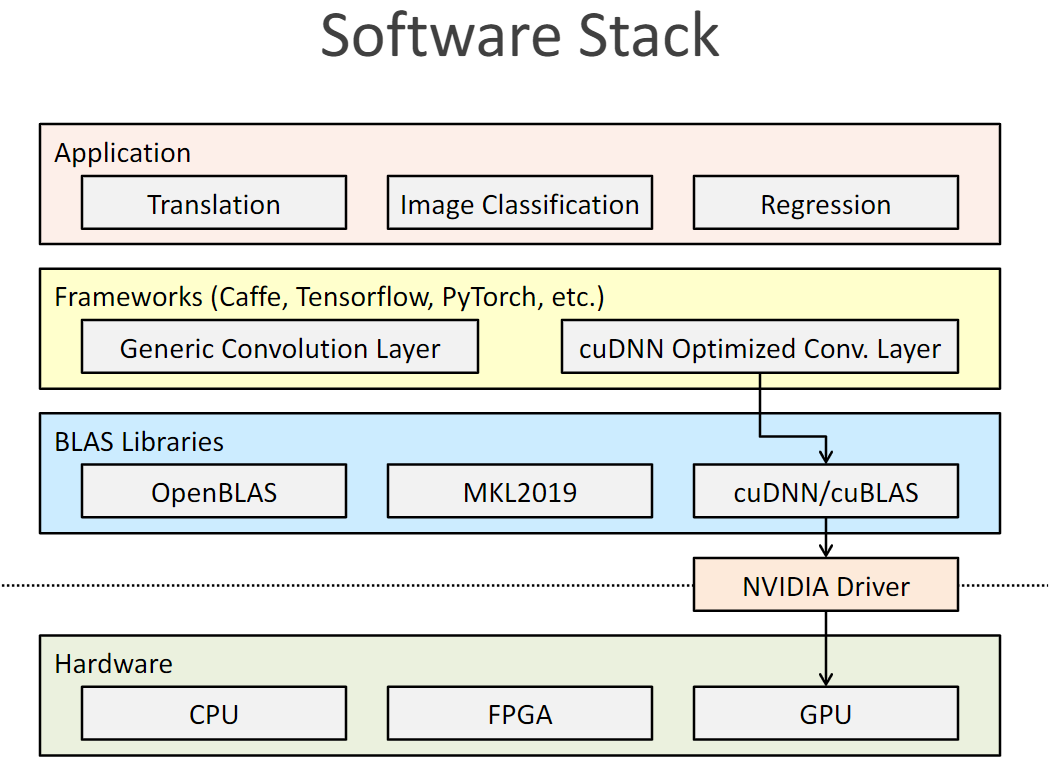 Software Stack
Application
Translation
Image Classification
Regression
Frameworks (Caffe, Tensorflow, PyTorch, etc.)
Generic Convolution Layer
cuDNN Optimized Conv. Layer
BLAS Libraries
OpenBLAS
MKL2019
cuDNN/cuBLAS
NVIDIA Driver
Hardware
CPU
FPGA
GPU